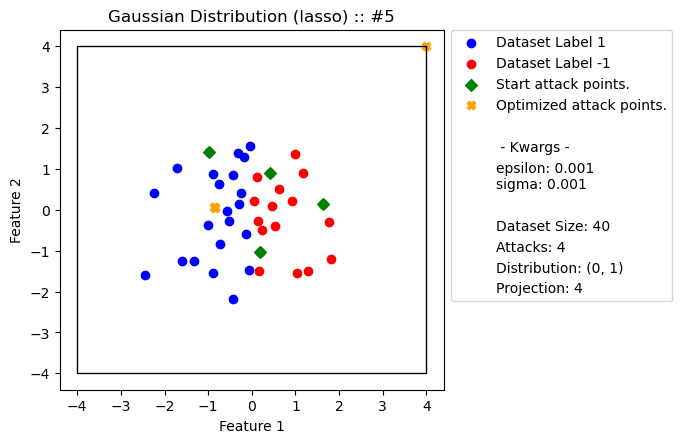 Gaussian Distribution (lasso) :: #5
4
3
2
1
0
−1
−2
−3
−4
Feature 2
−4 −3 −2 −1 0 1 2 3 4
Feature 1
Dataset Label 1
Dataset Label -1
Start attack points.
Optimized attack points.
- Kwargs -
epsilon: 0.001
sigma: 0.001
Dataset Size: 40
Attacks: 4
Distribution: (0, 1)
Projection: 4